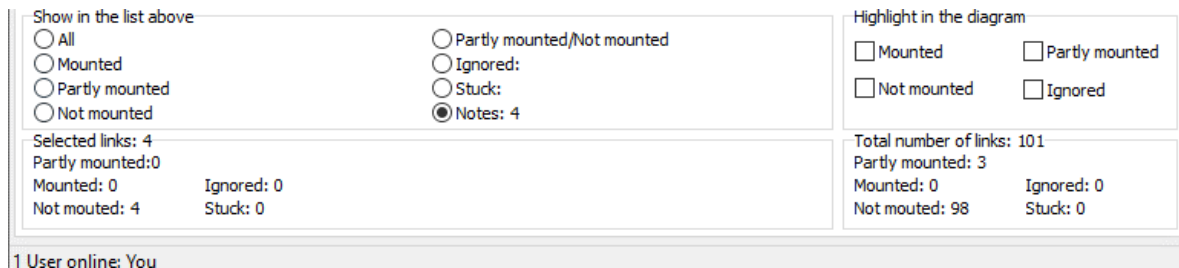 Show in the list above
All
Mounted
Partly mounted
Not mounted
Partly mounted/Not mounted
Ignored:
Stuck:
Notes: 4
Highlight in the diagram
Mounted
Partly mounted
Not mounted
Ignored
Selected links: 4
Partly mounted:0
Mounted: 0 Ignored: 0
Not mouted: 4 Stuck: 0
Total number of links: 101
Partly mounted: 3
Mounted: 0 Ignored: 0
Not mouted: 98 Stuck: 0
1 User online: You